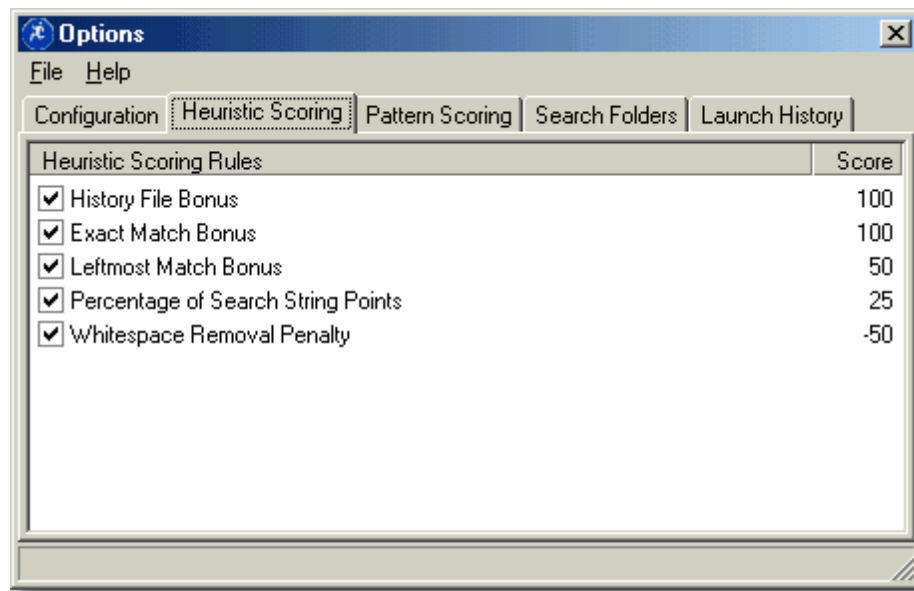 Options
File Help
Configuration Heuristic Scoring Pattern Scoring Search Folders Launch History
Heuristic Scoring Rules Score
History File Bonus 100
Exact Match Bonus 100
Leftmost Match Bonus 50
Percentage of Search String Points 25
Whitespace Removal Penalty -50